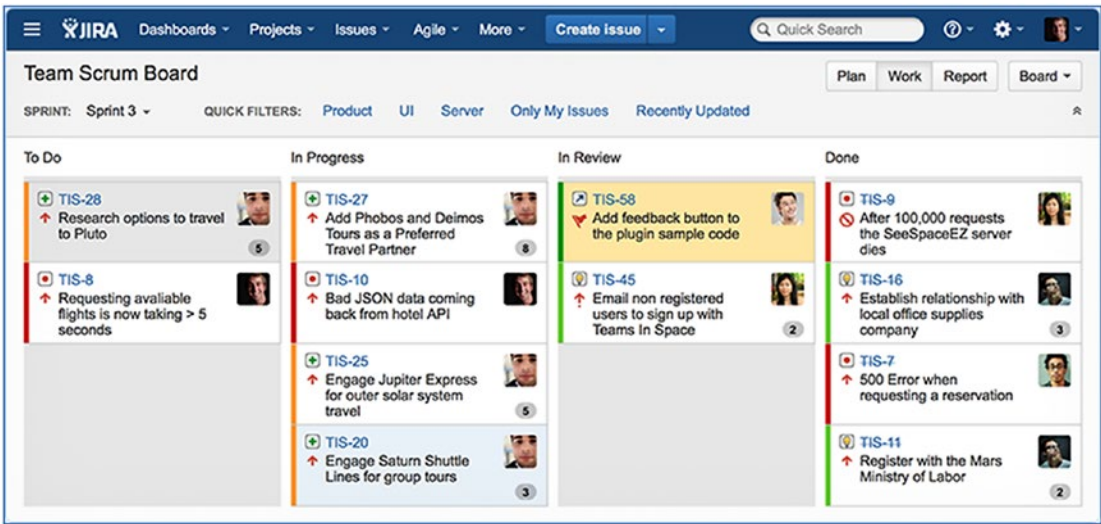 JIRA Dashboards Projects Issues Agile More Create issue Quick Search
Team Scrum Board Plan Work Report Board
SPRINT: Sprint 3 QUICK FILTERS: Product UI Server Only My Issues Recently Updated
To Do
TIS-28
Research options to travel
to Pluto
5
TIS-8
Requesting avaliable
flights is now taking > 5
seconds
In Progress
TIS-27
Add Phobos and Deimos
Tours as a Preferred
Travel Partner
8
TIS-10
Bad JSON data coming
back from hotel API
TIS-25
Engage Jupiter Express
for outer solar system
travel
5
TIS-20
Engage Saturn Shuttle
Lines for group tours
3
In Review
TIS-58
Add feedback button to
the plugin sample code
TIS-45
Email non registered
users to sign up with
Teams In Space
2
Done
TIS-9
After 100,000 requests
the SeeSpaceEZ server
dies
TIS-16
Establish relationship with
local office supplies
company
3
TIS-7
500 Error when
requesting a reservation
TIS-11
Register with the Mars
Ministry of Labor
2